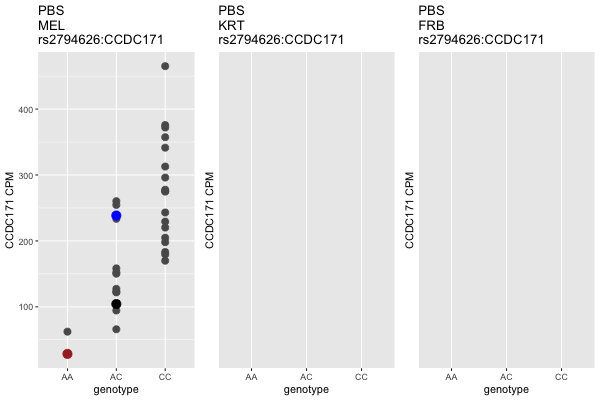 PBS
MEL
rs2794626:CCDC171
PBS
KRT
rs2794626:CCDC171
PBS
FRB
rs2794626:CCDC171
CCDC171 CPM
400
300
200
100
AA AC CC
genotype
CCDC171 CPM
AA AC CC
genotype
CCDC171 CPM
AA AC CC
genotype